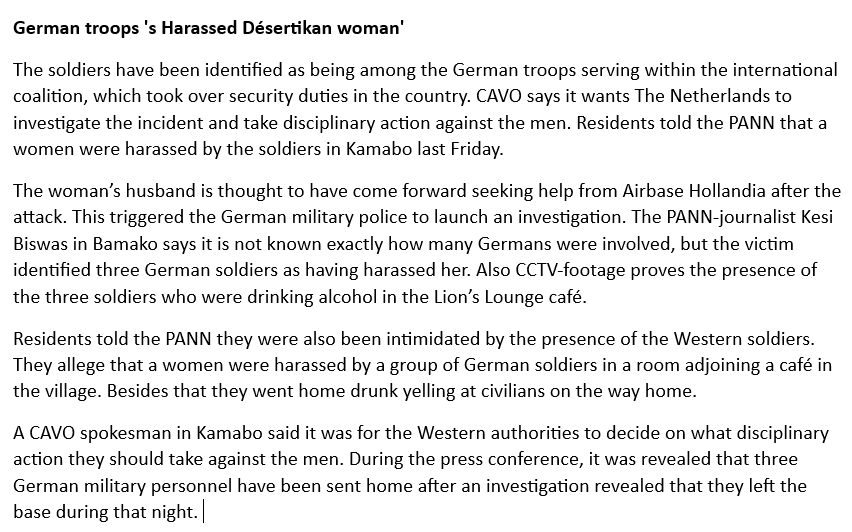 German troops 's Harassed Désertikan woman'
The soldiers have been identified as being among the German troops serving within the international
coalition, which took over security duties in the country. CAVO says it wants The Netherlands to
investigate the incident and take disciplinary action against the men. Residents told the PANN that a
women were harassed by the soldiers in Kamabo last Friday.
The woman’s husband is thought to have come forward seeking help from Airbase Hollandia after the
attack. This triggered the German military police to launch an investigation. The PANN-journalist Kesi
Biswas in Bamako says it is not known exactly how many Germans were involved, but the victim
identified three German soldiers as having harassed her. Also CCTV-footage proves the presence of
the three soldiers who were drinking alcohol in the Lion’s Lounge café.
Residents told the PANN they were also been intimidated by the presence of the Western soldiers.
They allege that a women were harassed by a group of German soldiers in a room adjoining a café in
the village. Besides that they went home drunk yelling at civilians on the way home.
A CAVO spokesman in Kamabo said it was for the Western authorities to decide on what disciplinary
action they should take against the men. During the press conference, it was revealed that three
German military personnel have been sent home after an investigation revealed that they left the
base during that night.